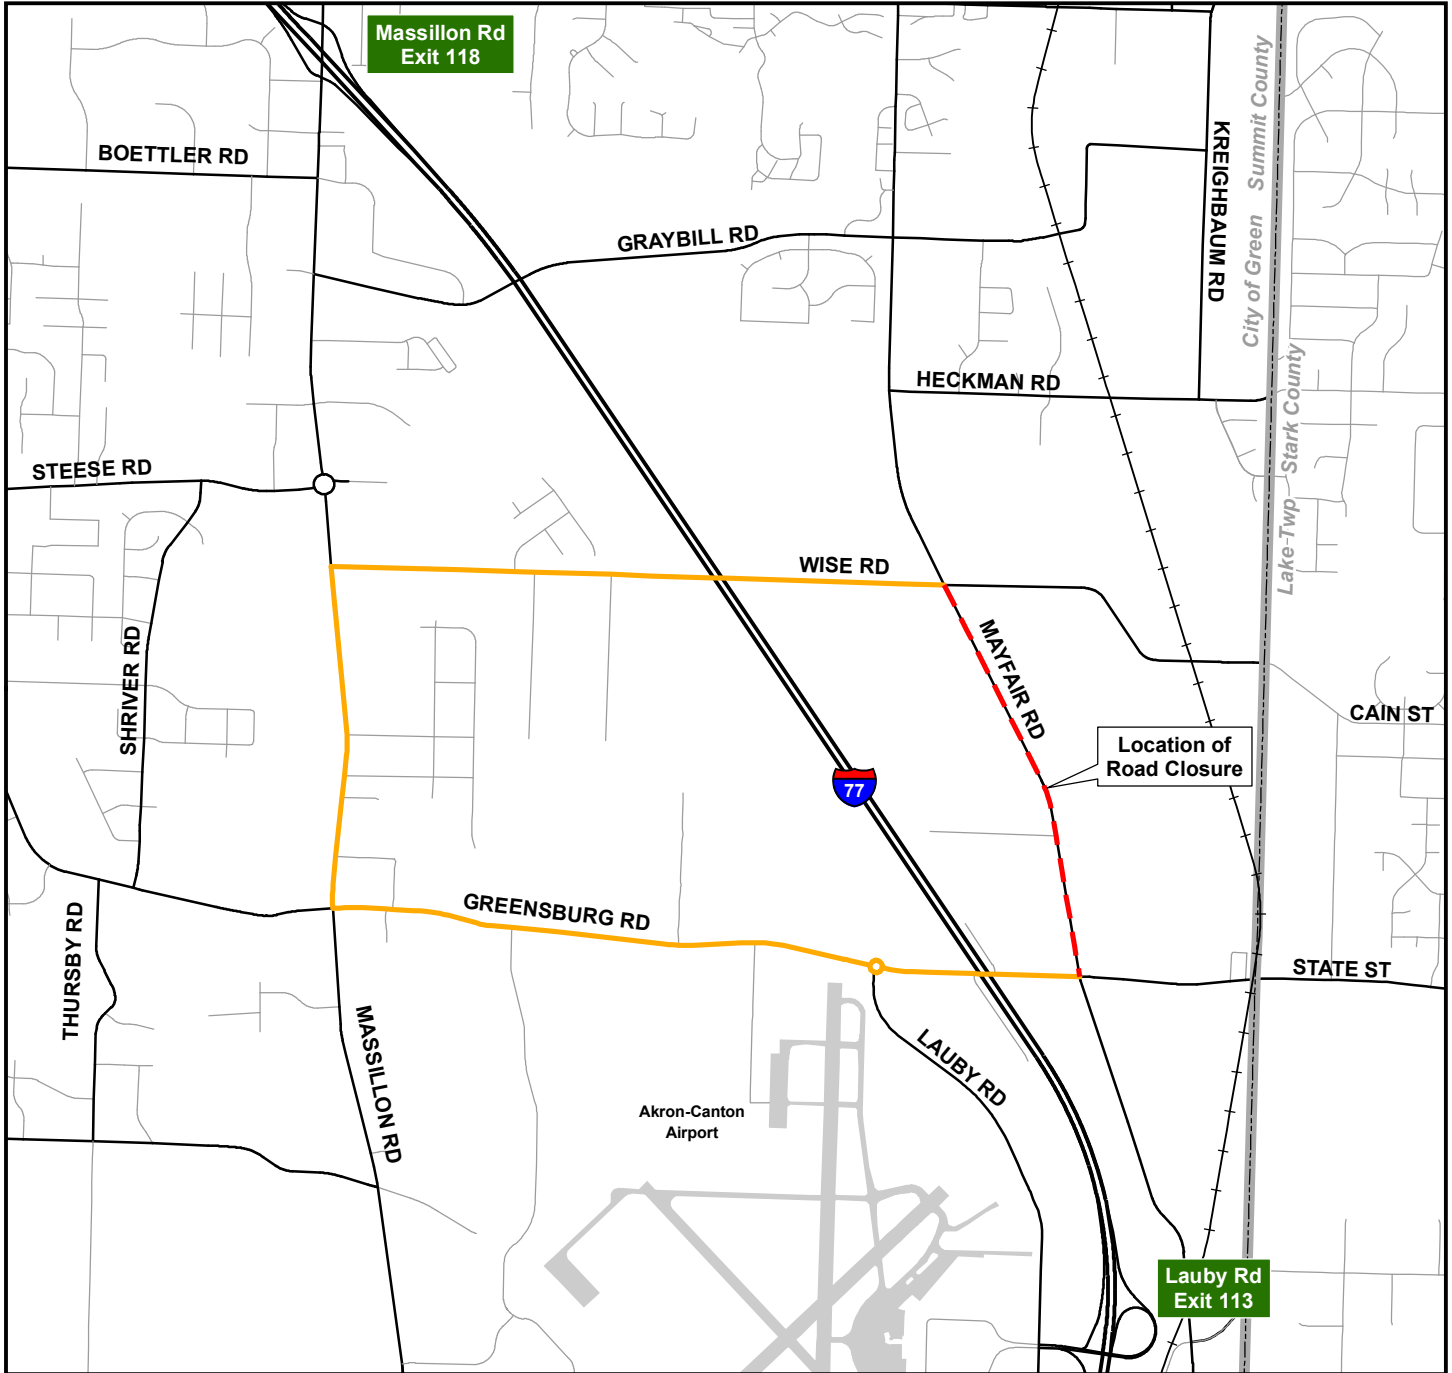 Massillon Rd
Exit 118
BOETTLER RD
GRAYBILL RD
KREIGHBAUM RD
City of Green
Summit County
HECKMAN RD
Lake Twp
Stark County
STEESE RD
WISE RD
SHRIVER RD
MAYFAIR RD
CAIN ST
Location of
Road Closure
77
GREENSBURG RD
THURSBY RD
STATE ST
MASSILLON RD
LAUBY RD
Akron-Canton
Airport
Lauby Rd
Exit 113